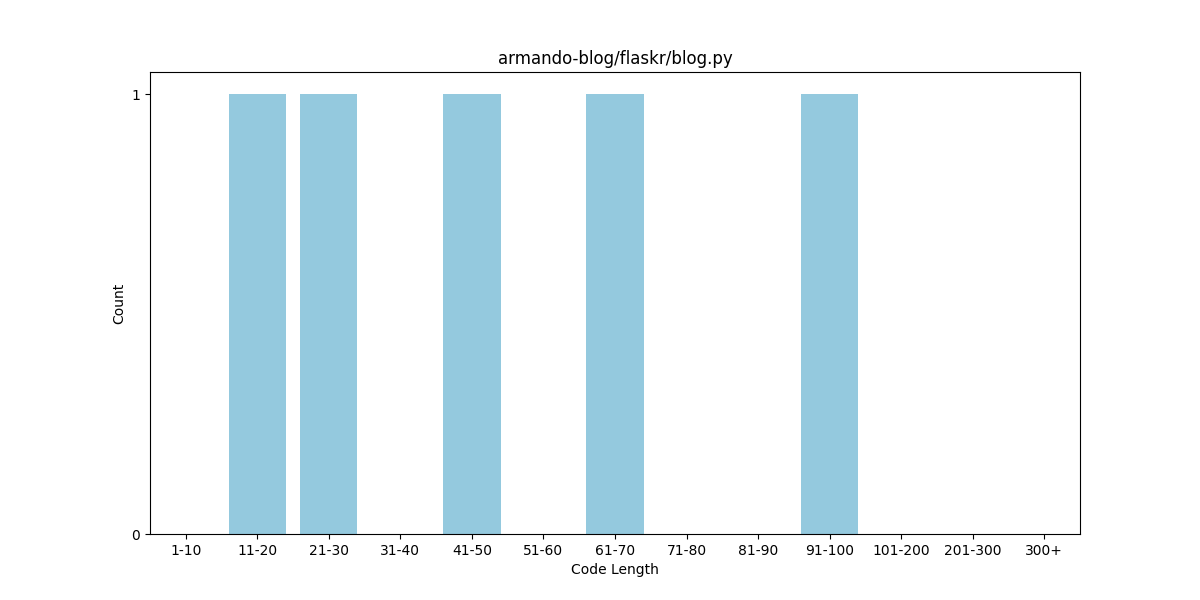 armando-blog/flaskr/blog.py
1
0
Count
1-10 11-20 21-30 31-40 41-50 51-60 61-70 71-80 81-90 91-100 101-200 201-300 300+
Code Length